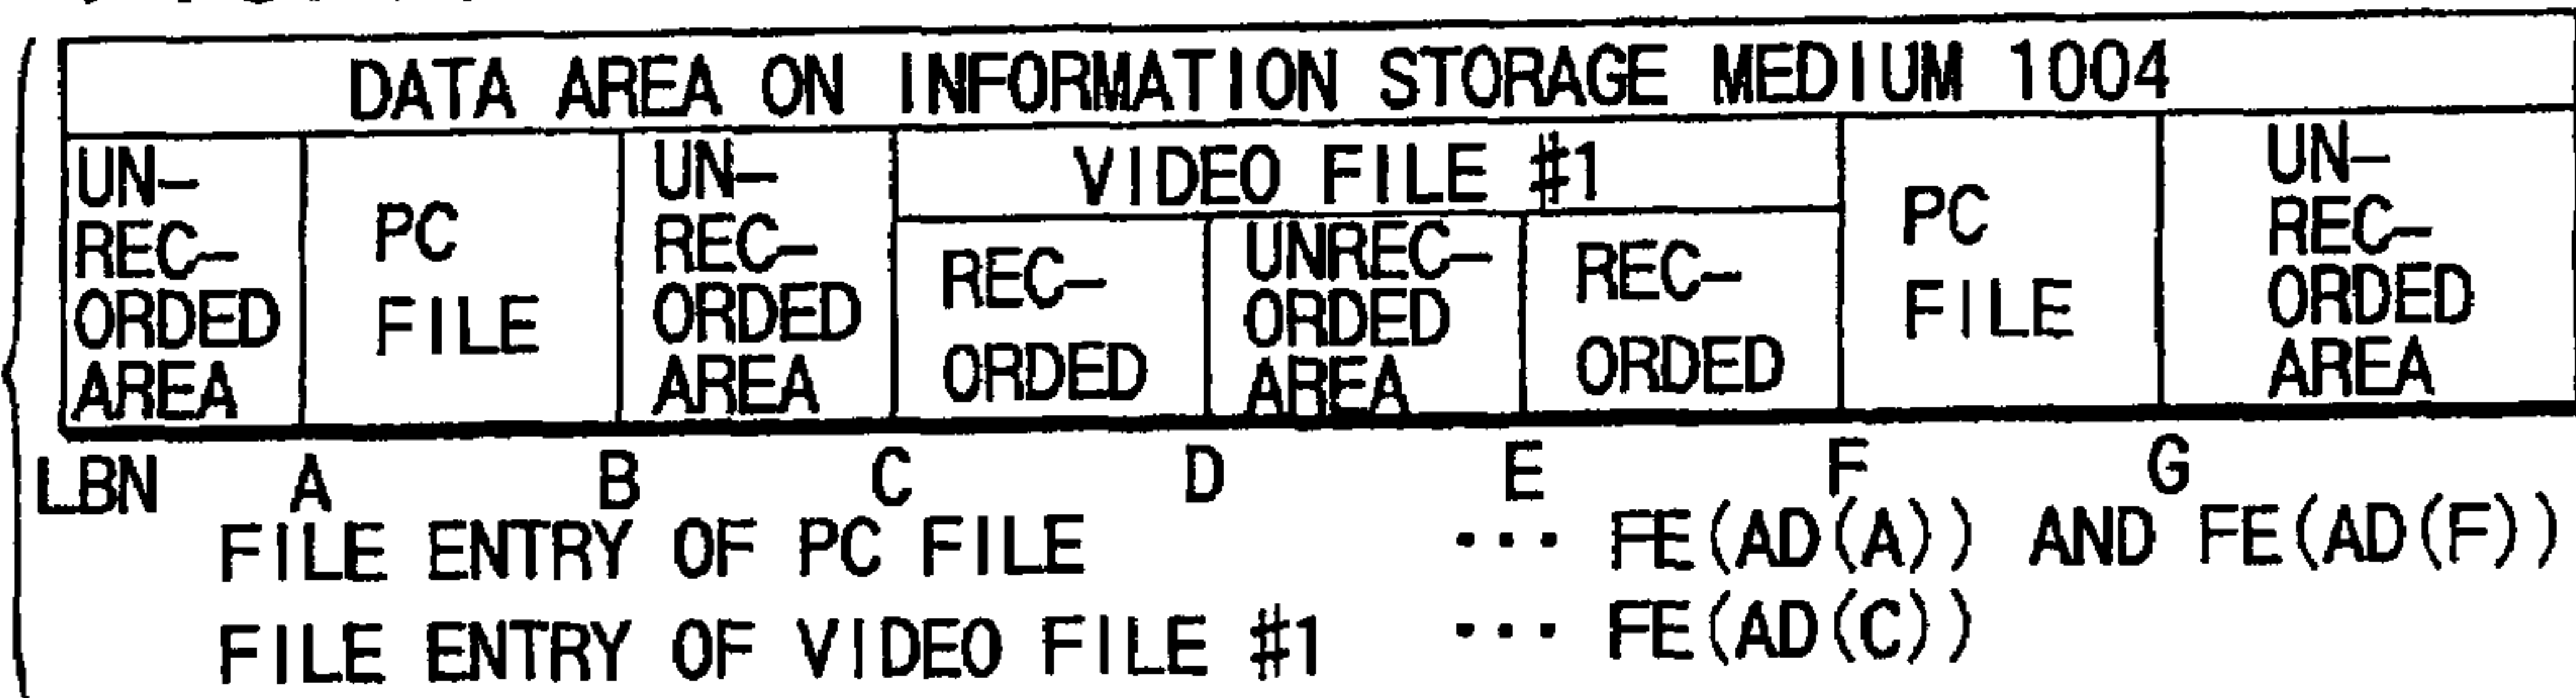 DATA AREA ON INFORMATION STORAGE MEDIUM 1004
UN-
REC-
ORDED
AREA
PC
FILE
UN-
REC-
ORDED
AREA
VIDEO FILE #1
REC-
ORDED
UNREC-
ORDED
AREA
REC-
ORDED
PC
FILE
UN-
REC-
ORDED
AREA
LBN A B C D E F G
FILE ENTRY OF PC FILE ··· FE(AD(A)) AND FE(AD(F))
FILE ENTRY OF VIDEO FILE #1 ··· FE(AD(C))